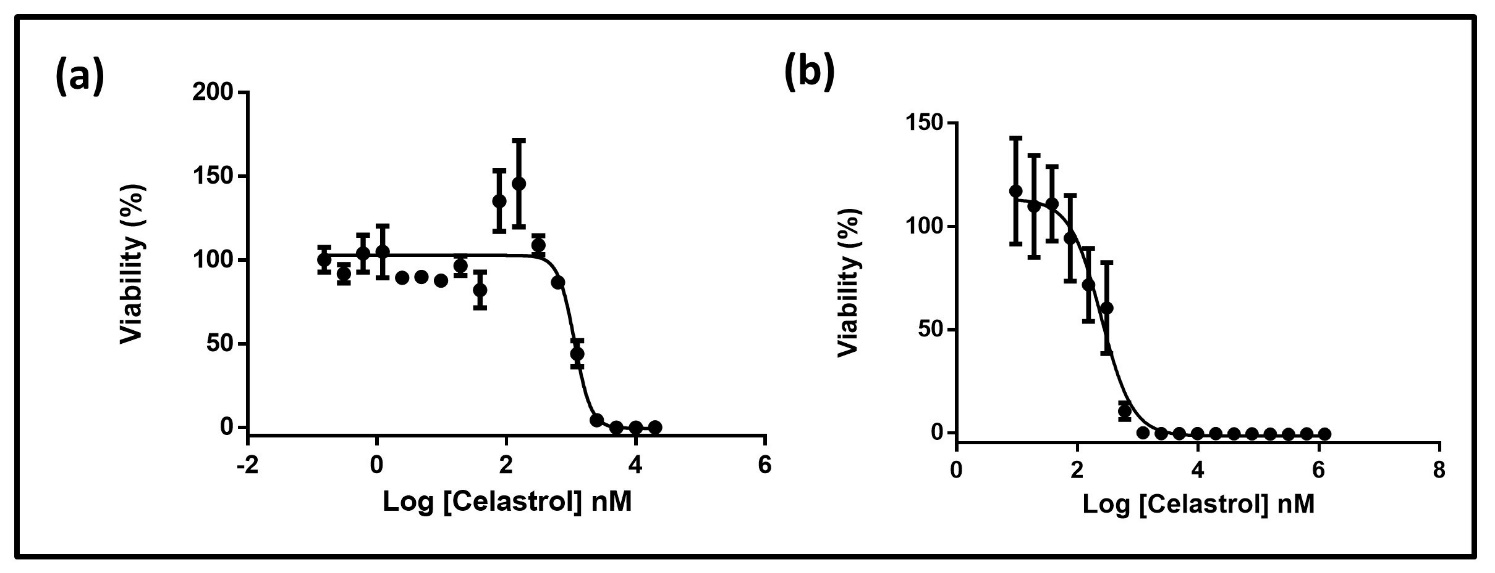 (a)
200
150
100
50
0
-2 0 2 4 6
Viability (%)
Log [Celastrol] nM
(b)
150
100
50
0
0 2 4 6 8
Viability (%)
Log [Celastrol] nM